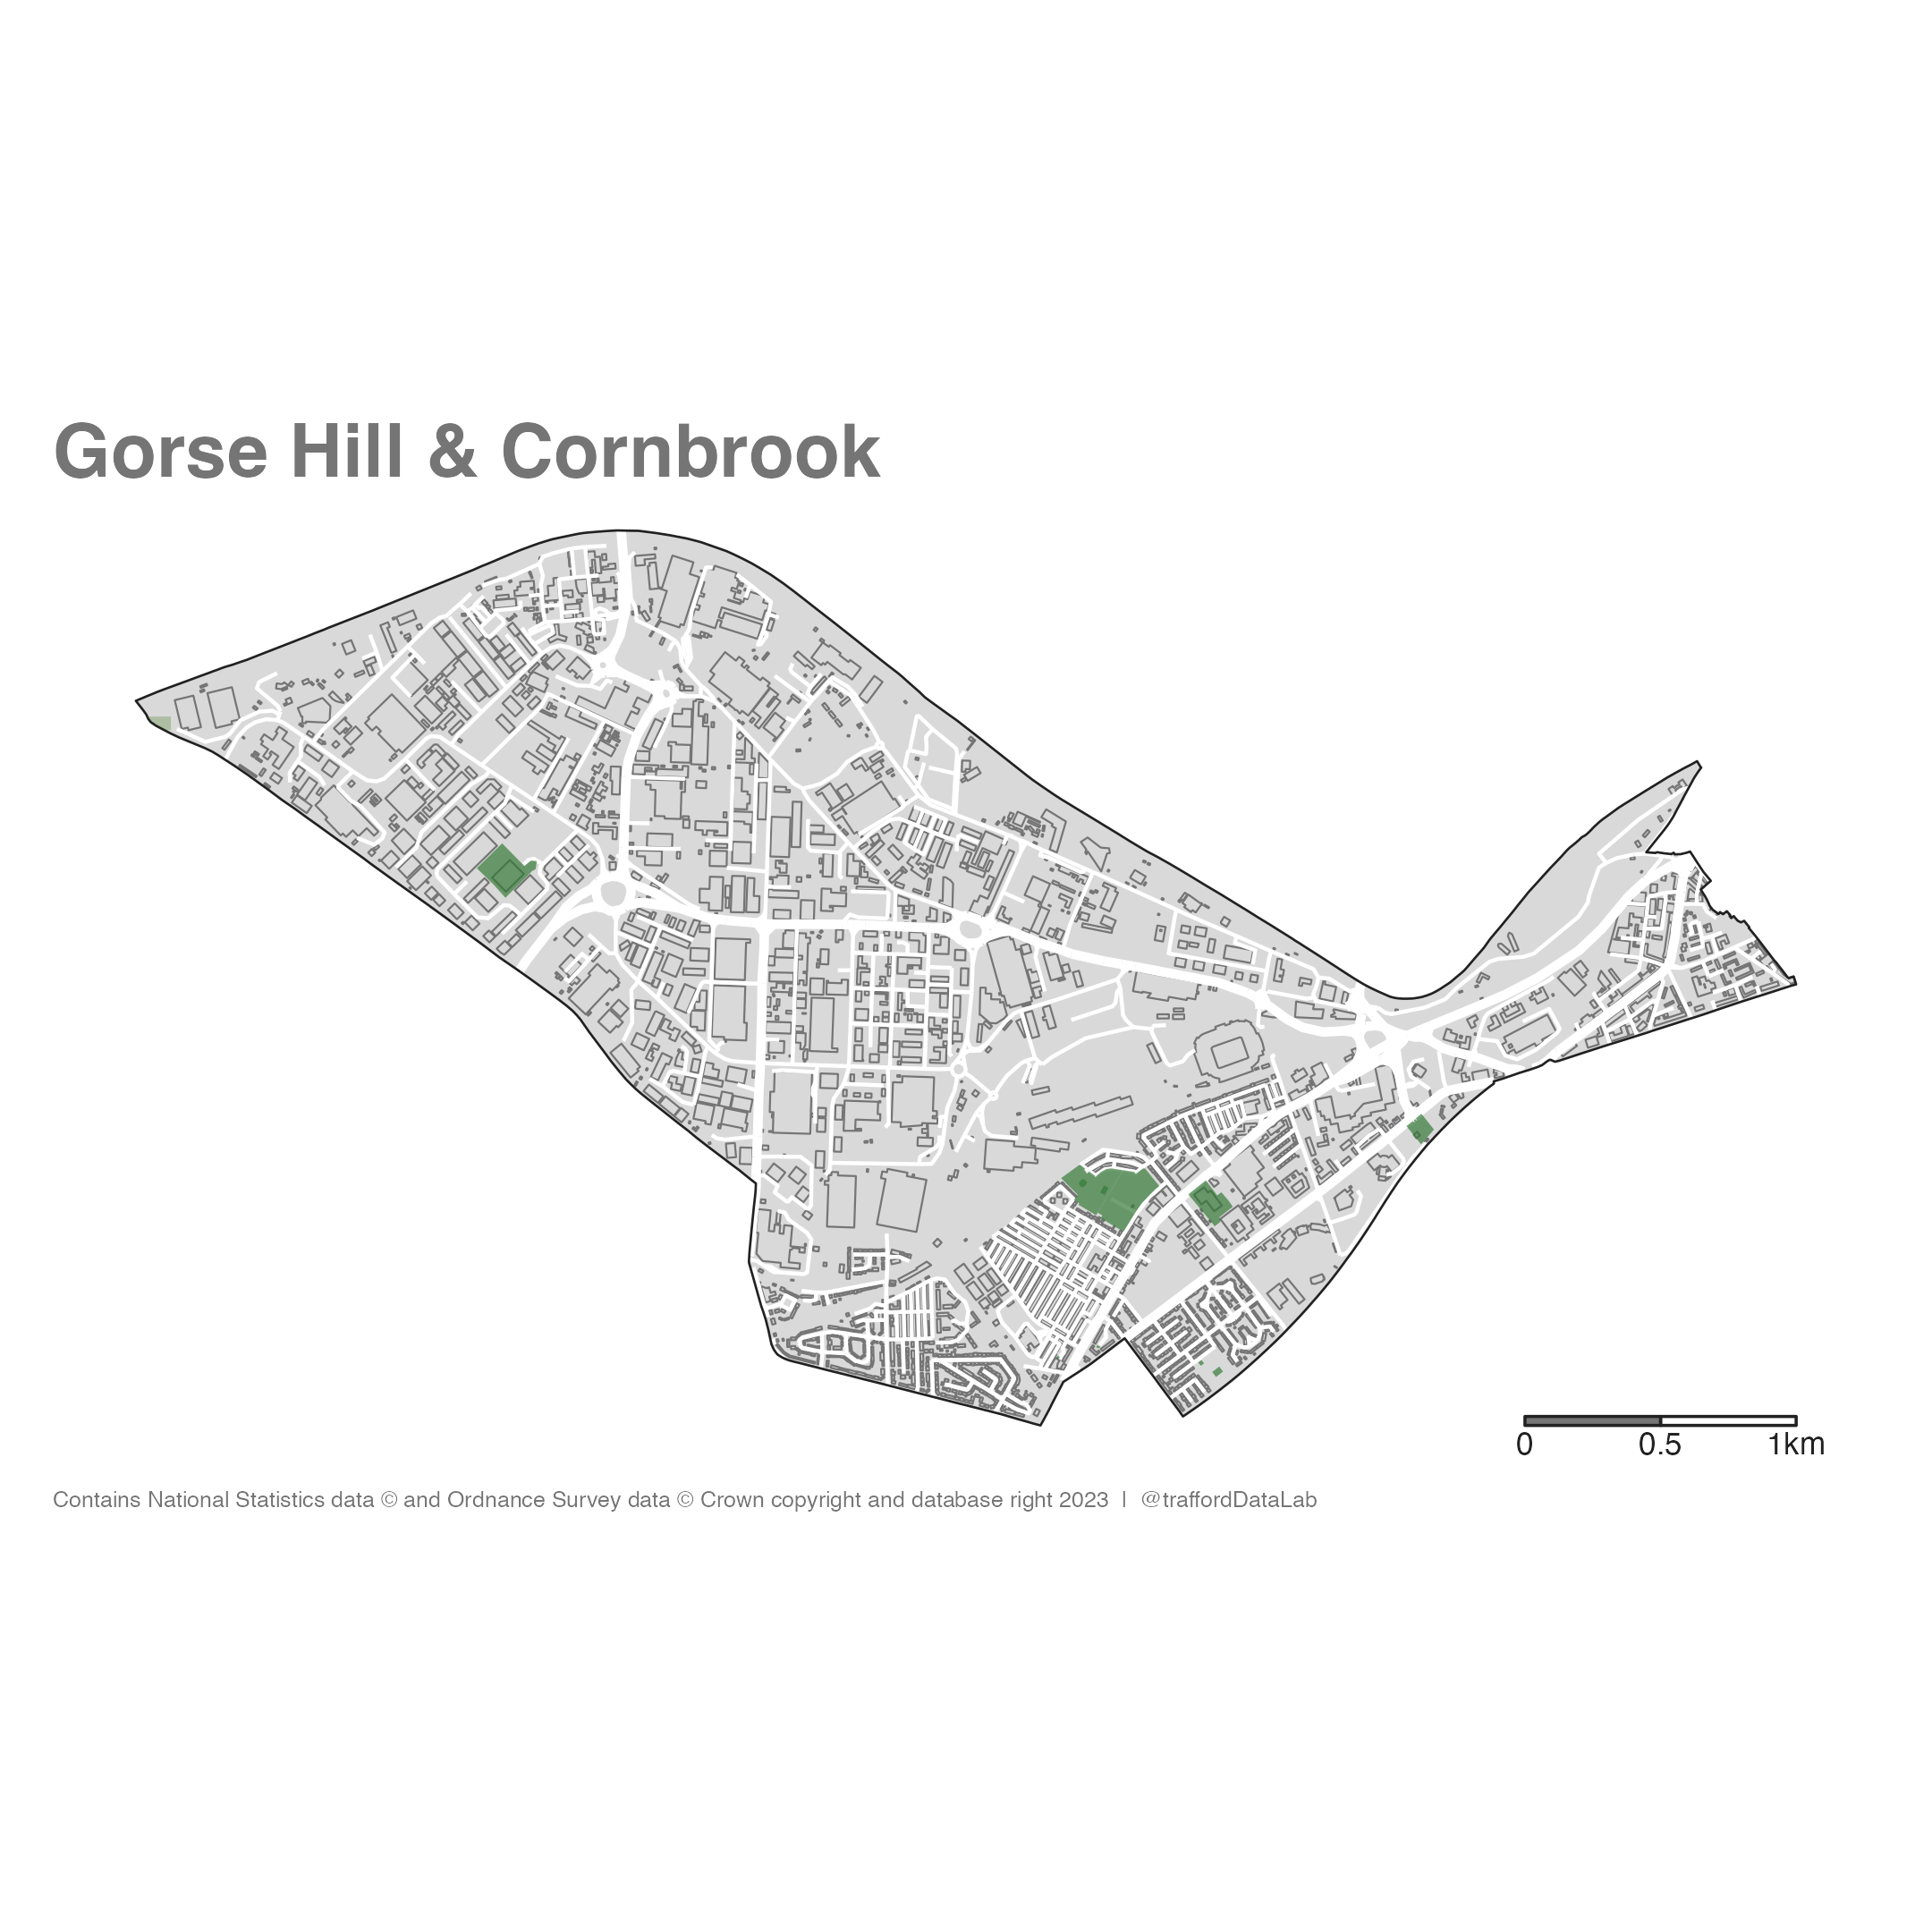 Gorse Hill & Cornbrook
0 0.5 1km
Contains National Statistics data © and Ordnance Survey data © Crown copyright and database right 2023 | @traffordDataLab